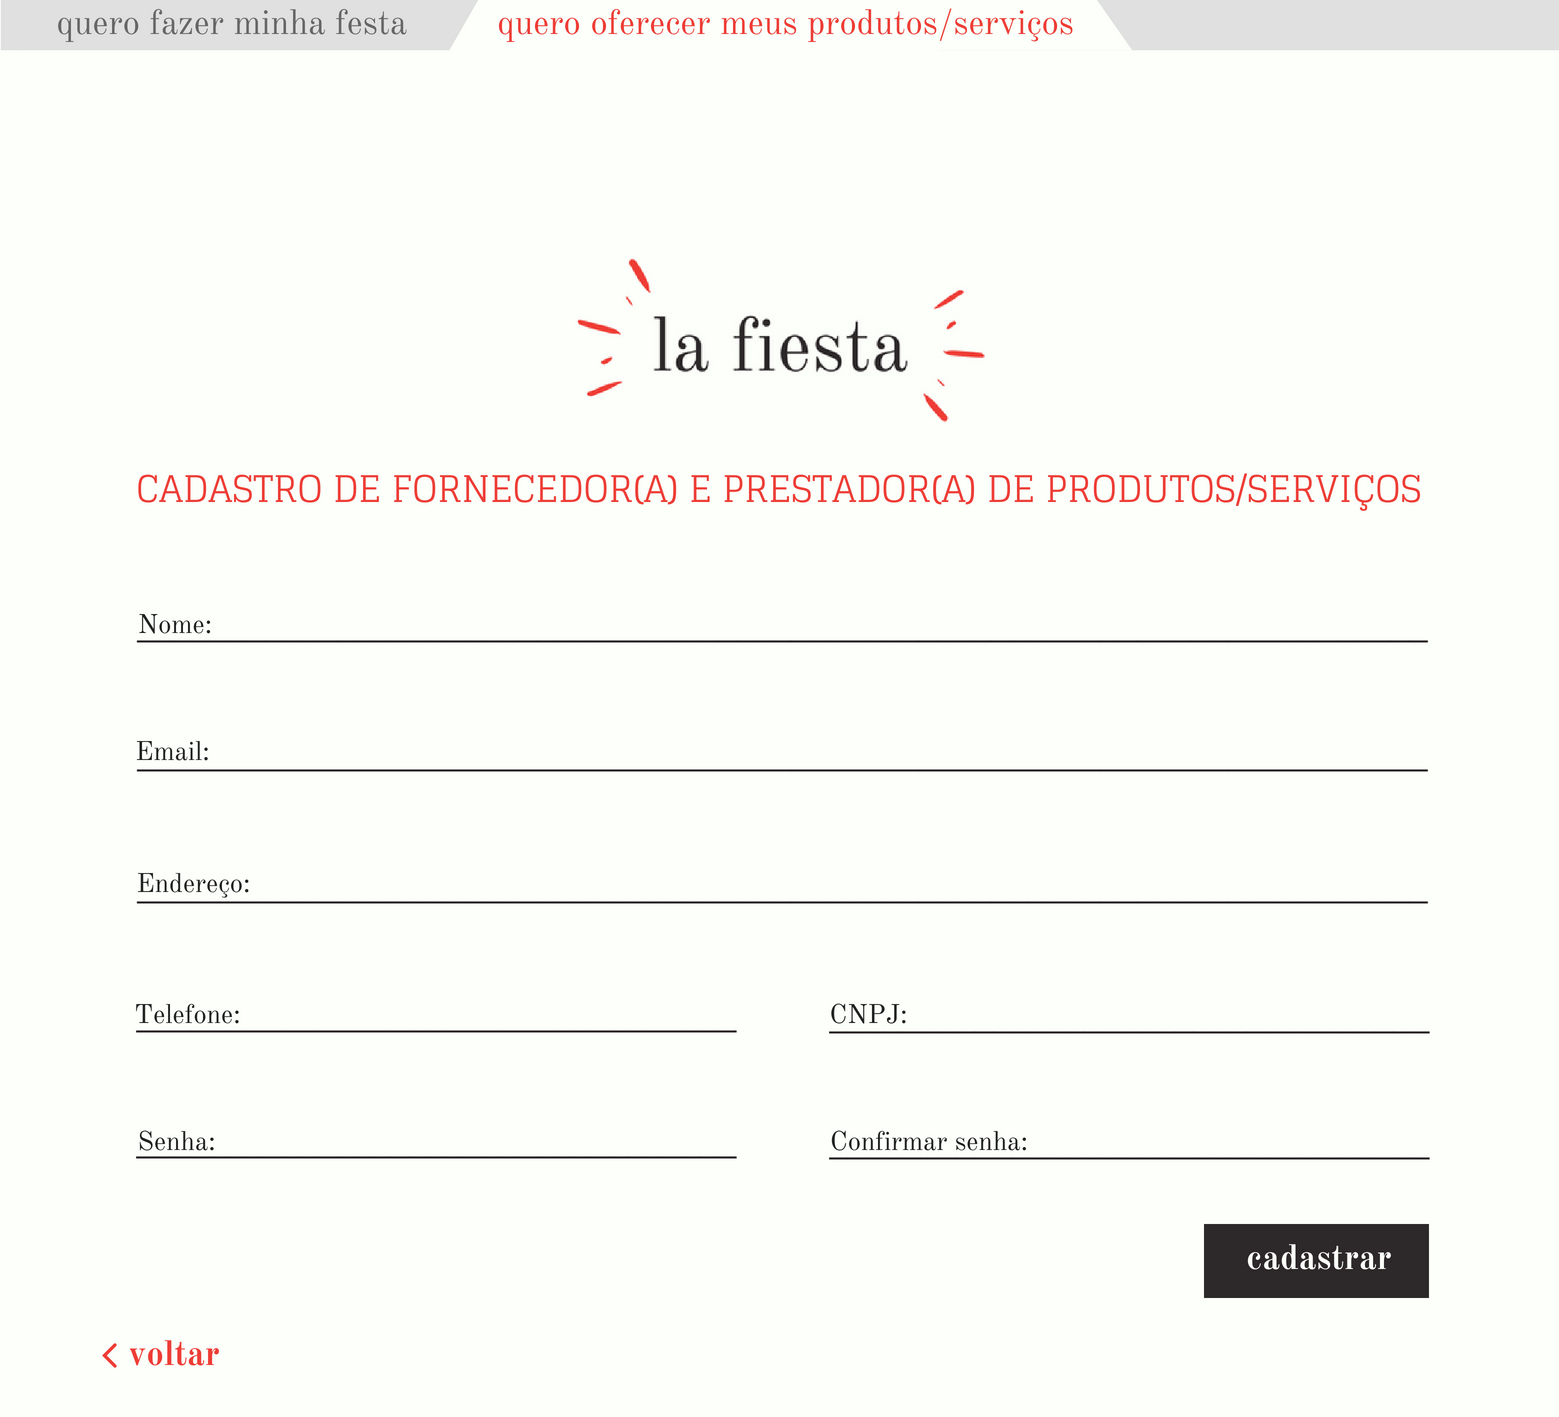 quero fazer minha festa
quero oferecer meus produtos/serviços
la fiesta
CADASTRO DE FORNECEDOR(A) E PRESTADOR(A) DE PRODUTOS/SERVIÇOS
Nome:
Email:
Endereço:
Telefone:
CNPJ:
Senha:
Confirmar senha:
cadastrar
voltar